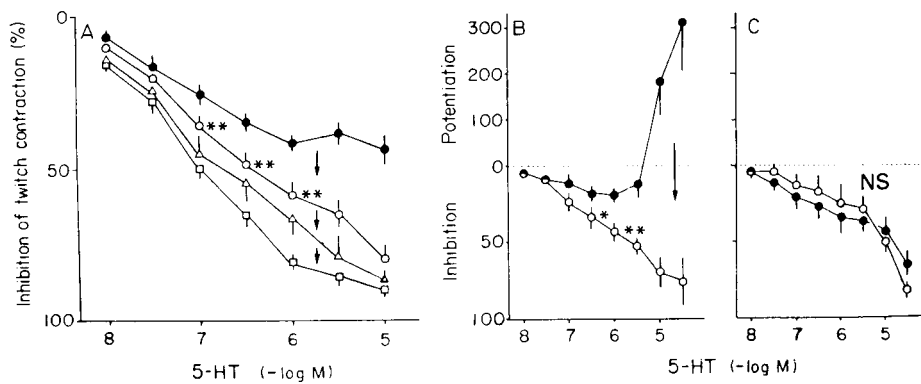 A
Inhibition of twitch contraction (%)
0
50
100
**
**
**
8
7
6
5
5-HT (-log M)
B
Potentiation
Inhibition
300
200
100
0
50
100
*
**
8
7
6
5
C
NS
8
7
6
5
5-HT (-log M)